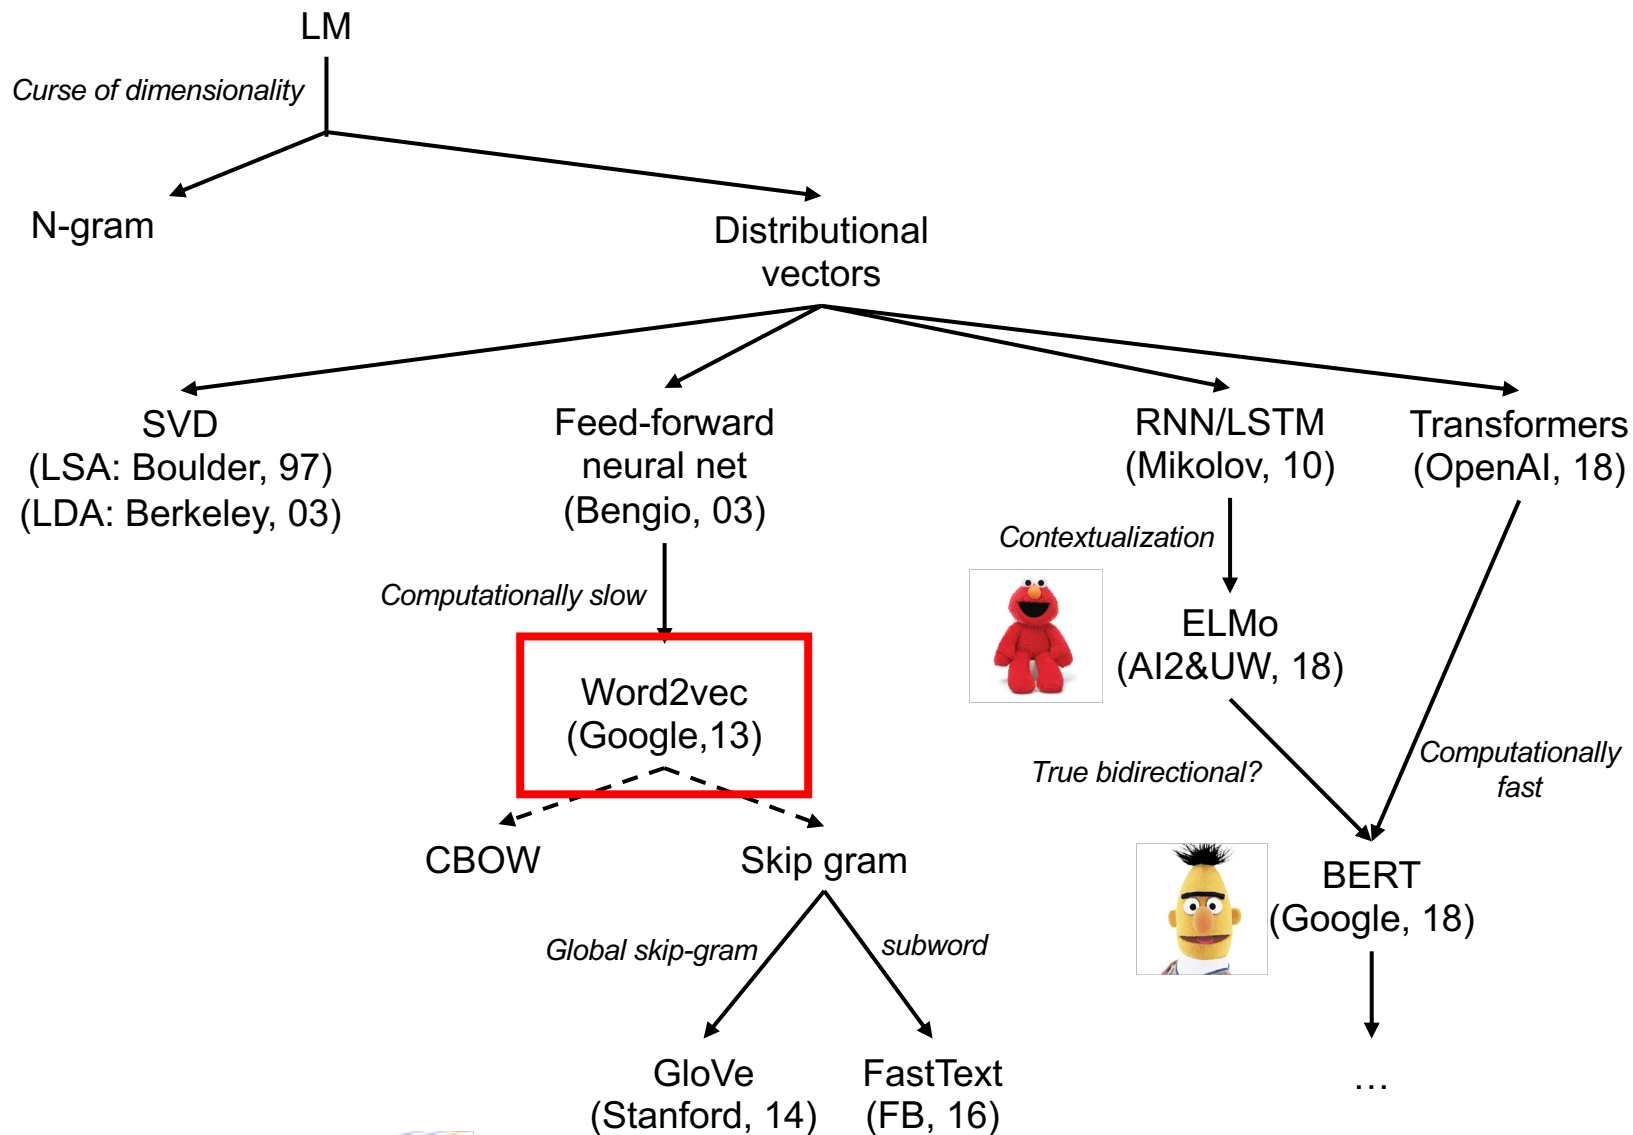 LM
Curse of dimensionality
N-gram
Distributional
vectors
SVD
(LSA: Boulder, 97)
(LDA: Berkeley, 03)
Feed-forward
neural net
(Bengio, 03)
RNN/LSTM
(Mikolov, 10)
Transformers
(OpenAI, 18)
Computationally slow
Contextualization
Word2vec
(Google,13)
ELMo
(AI2&UW, 18)
True bidirectional?
Computationally
fast
CBOW
Skip gram
BERT
(Google, 18)
Global skip-gram
subword
GloVe
(Stanford, 14)
FastText
(FB, 16)
…